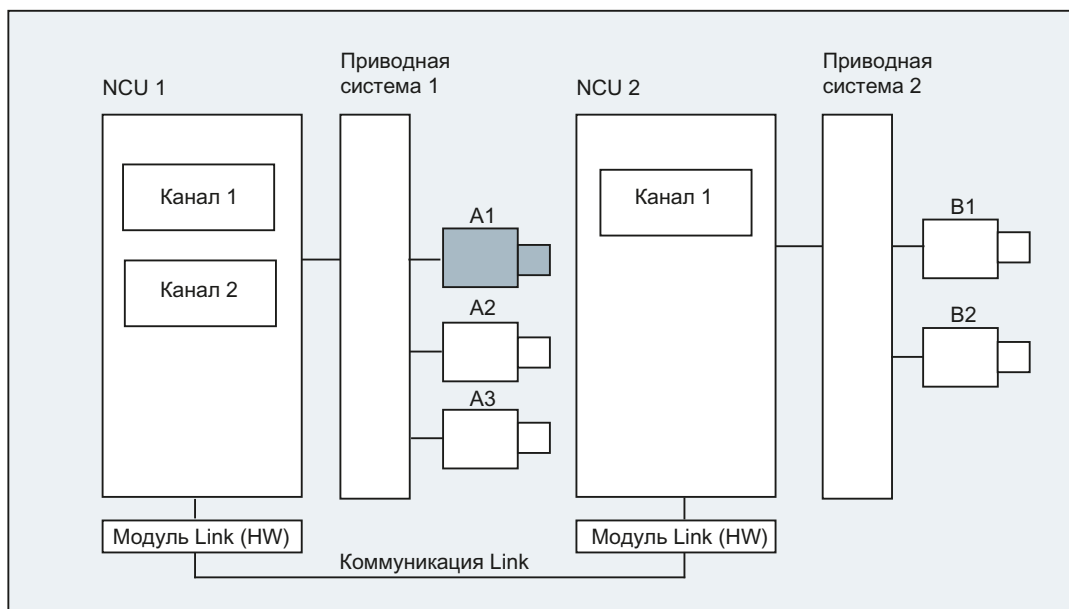 NCU 1
Приводная
система 1
NCU 2
Приводная
система 2
Канал 1
Канал 2
A1
A2
A3
Канал 1
B1
B2
Модуль Link (HW)
Коммуникация Link
Модуль Link (HW)